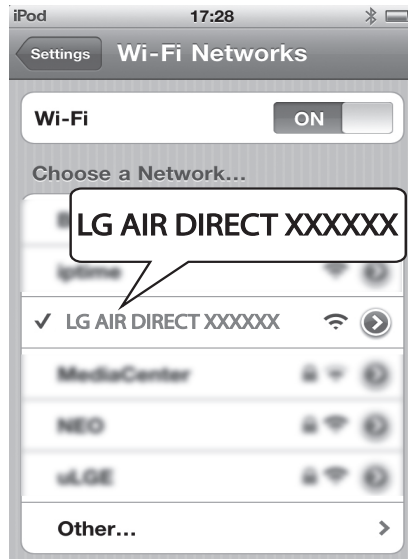 iPod 17:28
Settings Wi-Fi Networks
Wi-Fi ON
Choose a Network...
LG AIR DIRECT XXXXXX
iptime
LG AIR DIRECT XXXXXX
MediaCenter
NEO
uLGE
Other...